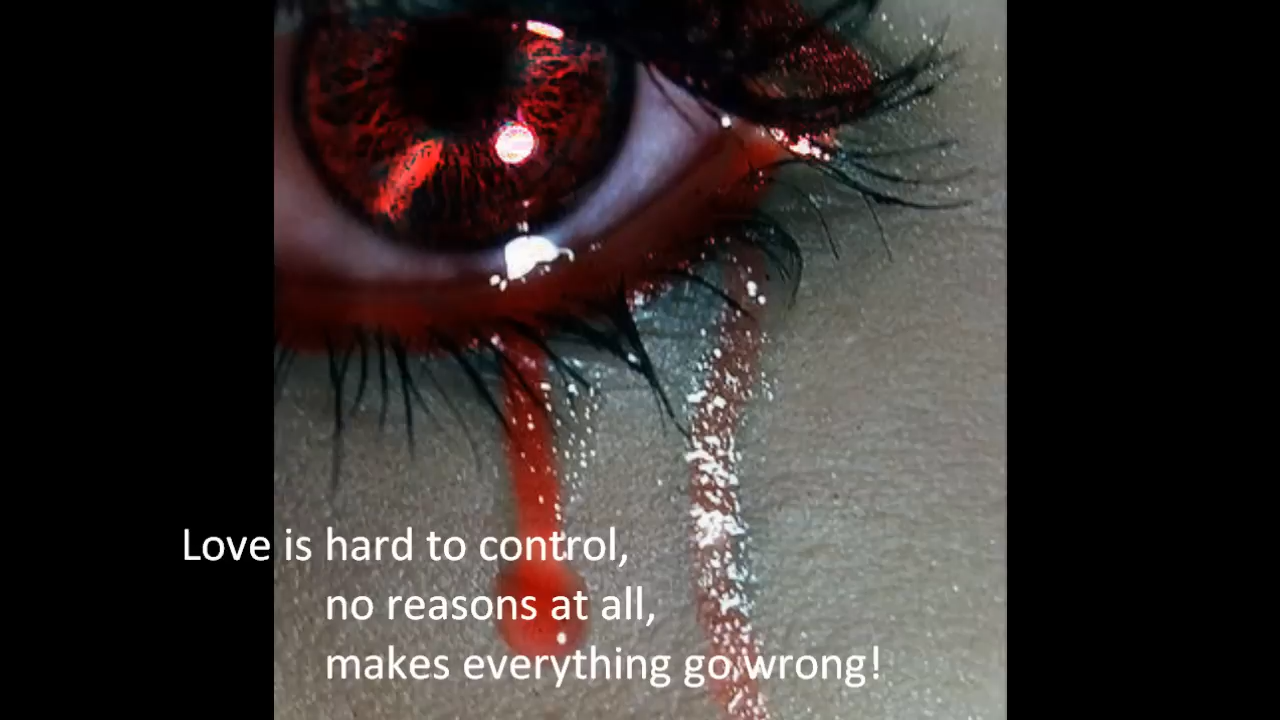 Love is hard to control,
no reasons at all,
makes everything go wrong!